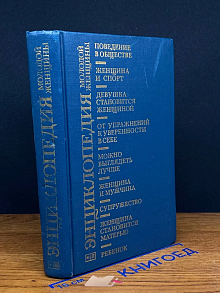 ЭНЦИКЛОПЕДИЯ
МОЛОДОЙ
ЖЕНЩИНЫ
ЭНЦИКЛОПЕДИЯ
МОЛОДОЙ
ЖЕНЩИНЫ
ПОВЕДЕНИЕ
В ОБЩЕСТВЕ
ЖЕНЩИНА
И СПОРТ
ДЕВУШКА
СТАНОВИТСЯ
ЖЕНЩИНОЙ
ОТ УПРАЖНЕНИЙ
К УВЕРЕННОСТИ
В СЕБЕ
МОЖНО
ВЫГЛЯДЕТЬ
ЛУЧШЕ
ЖЕНЩИНА
И МУЖЧИНА
СУПРУЖЕСТВО
ЖЕНЩИНА
СТАНОВИТСЯ
МАТЕРЬЮ
РЕБЕНОК
КНИГОЕД